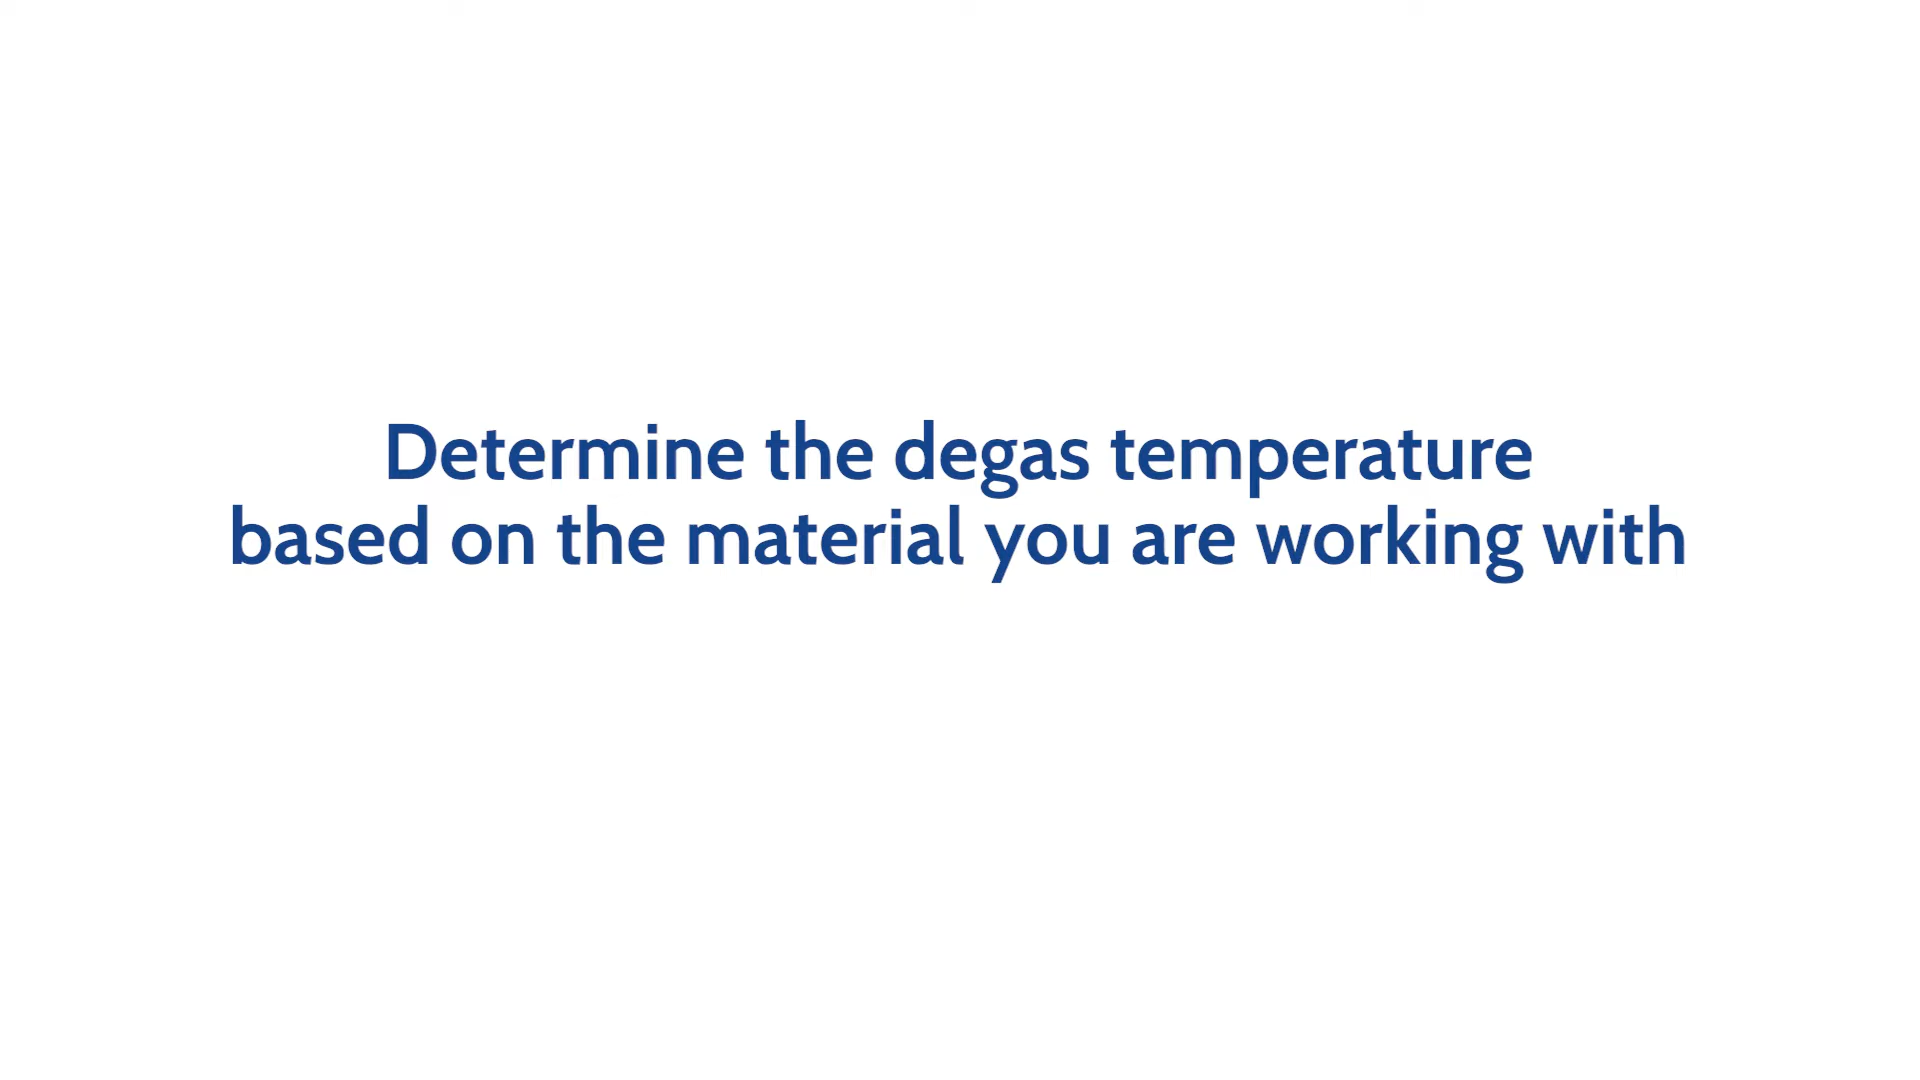 Determine the degas temperature
based on the material you are working with